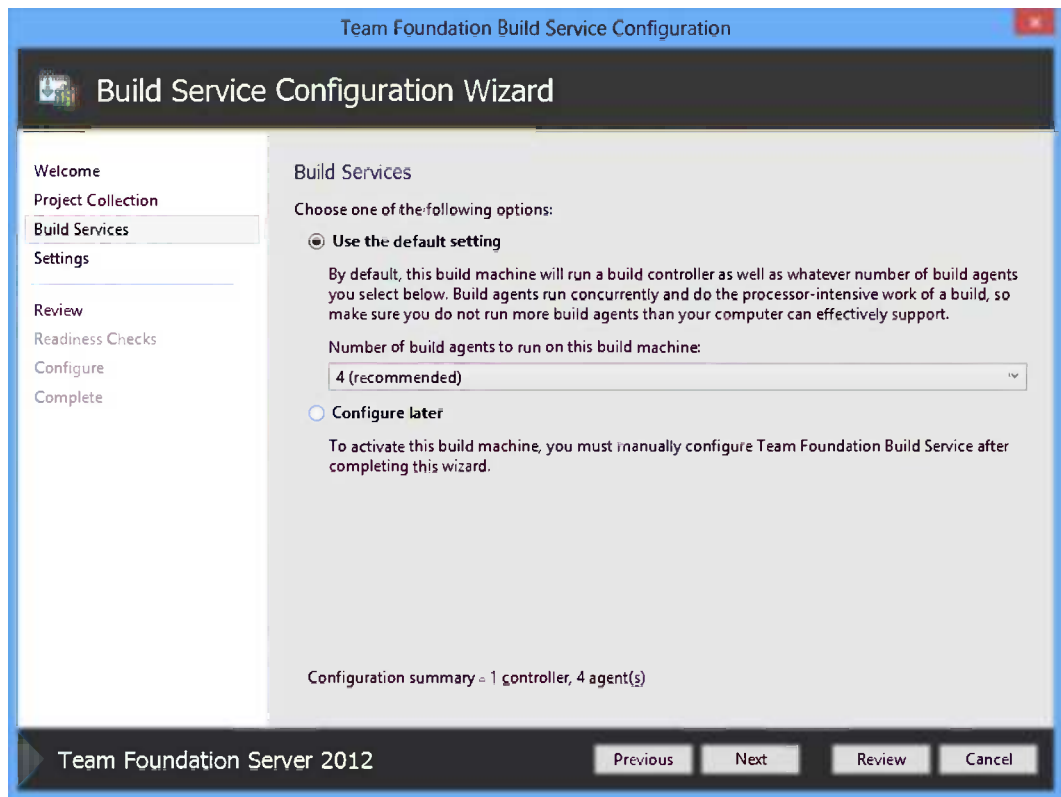 Team Foundation Build Service Configuration
Build Service Configuration Wizard
Welcome
Project Collection
Build Services
Settings
Review
Readiness Checks
Configure
Complete
Build Services
Choose one of the following options:
Use the default setting
By default, this build machine will run a build controller as well as whatever number of build agents
you select below. Build agents run concurrently and do the processor-intensive work of a build, so
make sure you do not run more build agents than your computer can effectively support.
Number of build agents to run on this build machine:
4 (recommended)
Configure later
To activate this build machine, you must manually configure Team Foundation Build Service after
completing this wizard.
Configuration summary - 1 controller, 4 agent(s)
Team Foundation Server 2012
Previous
Next
Review
Cancel